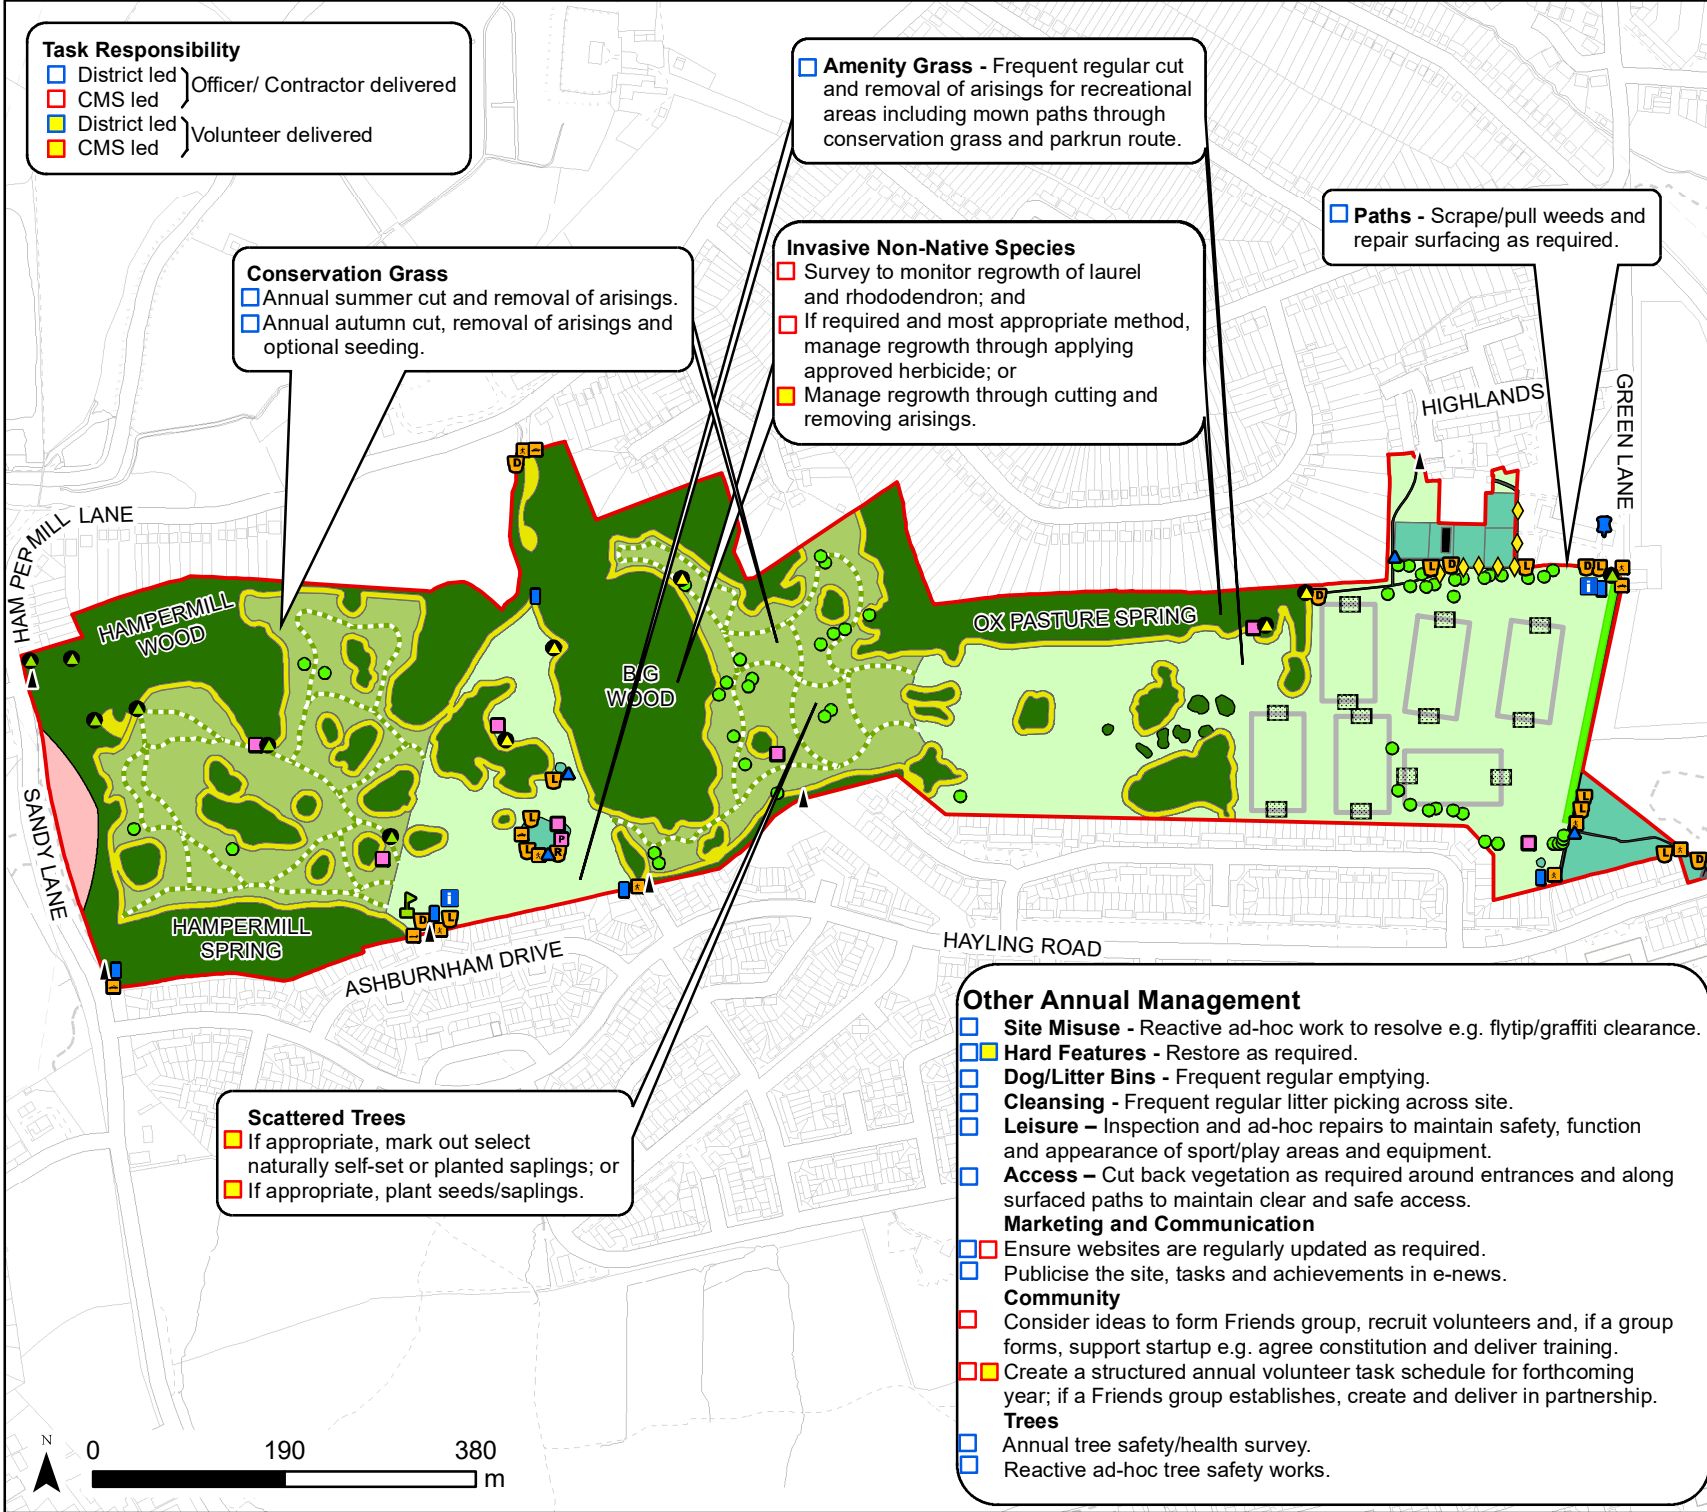 Task Responsibility
District led
CMS led
Officer/ Contractor delivered
District led
CMS led
Volunteer delivered
Amenity Grass - Frequent regular cut
and removal of arisings for recreational
areas including mown paths through
conservation grass and parkrun route.
Paths - Scrape/pull weeds and
repair surfacing as required.
Conservation Grass
Annual summer cut and removal of arisings.
Annual autumn cut, removal of arisings and
optional seeding.
Invasive Non-Native Species
Survey to monitor regrowth of laurel
and rhododendron; and
If required and most appropriate method,
manage regrowth through applying
approved herbicide; or
Manage regrowth through cutting and
removing arisings.
HIGHLANDS
GREEN LANE
HAMPERMILL LANE
HAMPERMILL
WOOD
OX PASTURE SPRING
BIG
WOOD
SANDY LANE
HAMPERMILL
SPRING
ASHBURNHAM DRIVE
HAYLING ROAD
D
L
D
L
D
L
D
i
L
L
P
L
R
i
D
L
L
L
L
D
Scattered Trees
If appropriate, mark out select
naturally self-set or planted saplings; or
If appropriate, plant seeds/saplings.
Other Annual Management
Site Misuse - Reactive ad-hoc work to resolve e.g. flytip/graffiti clearance.
Hard Features - Restore as required.
Dog/Litter Bins - Frequent regular emptying.
Cleansing - Frequent regular litter picking across site.
Leisure – Inspection and ad-hoc repairs to maintain safety, function
and appearance of sport/play areas and equipment.
Access – Cut back vegetation as required around entrances and along
surfaced paths to maintain clear and safe access.
Marketing and Communication
Ensure websites are regularly updated as required.
Publicise the site, tasks and achievements in e-news.
Community
Consider ideas to form Friends group, recruit volunteers and, if a group
forms, support startup e.g. agree constitution and deliver training.
Create a structured annual volunteer task schedule for forthcoming
year; if a Friends group establishes, create and deliver in partnership.
Trees
Annual tree safety/health survey.
Reactive ad-hoc tree safety works.
N
0 190 380
m